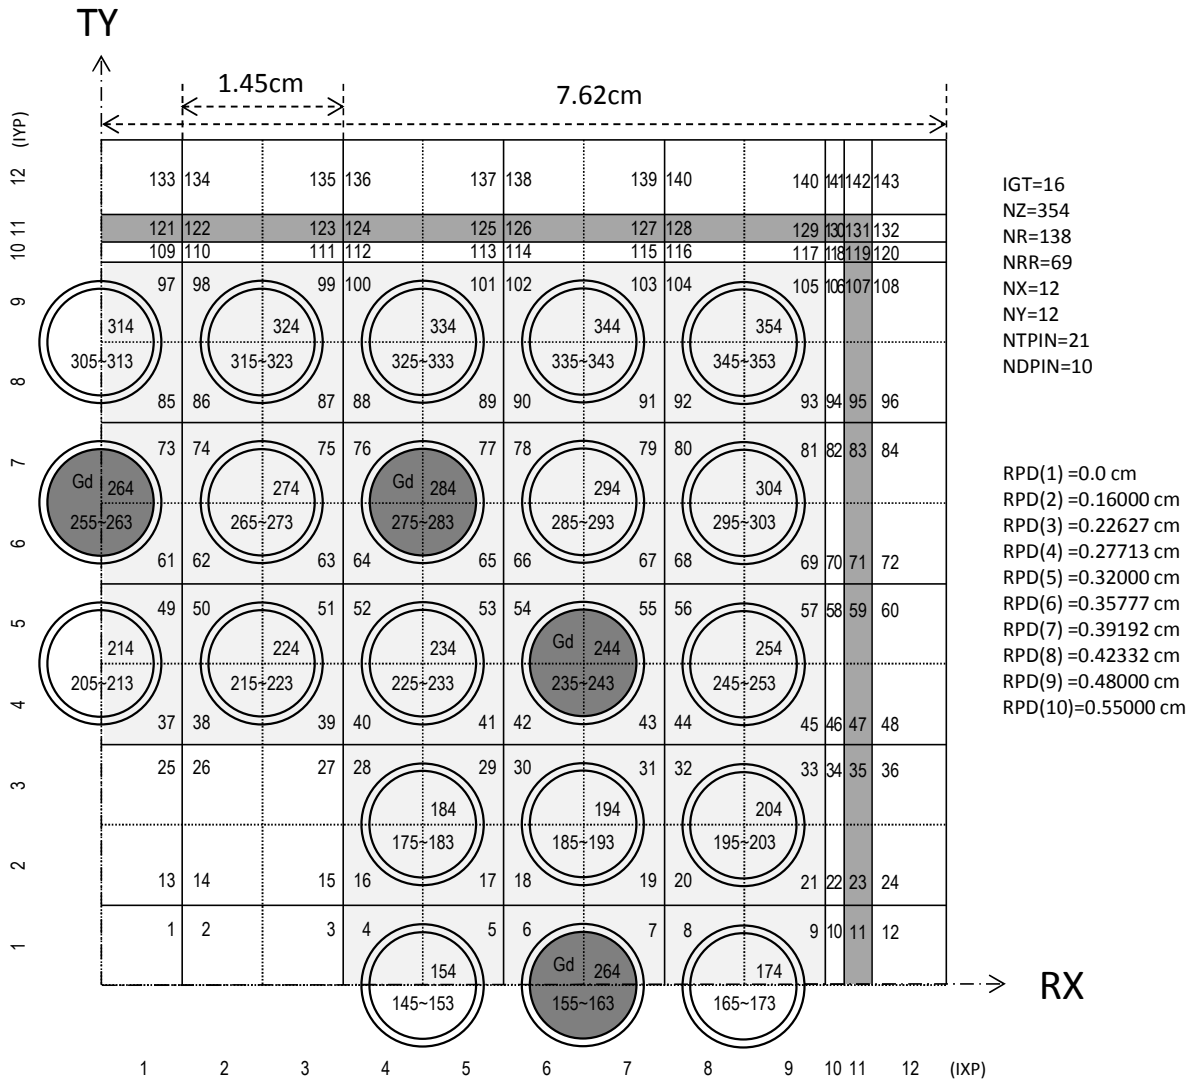 TY
1.45cm
7.62cm
(IYP)
12
133 134 135 136 137 138 139 140 140 141 142 143
11
121 122 123 124 125 126 127 128 129 130 131 132
10
109 110 111 112 113 114 115 116 117 118 119 120
9
97 98 99 100 101 102 103 104 105 106 107 108
314 324 334 344 354
305~313 315~323 325~333 335~343 345~353
8
85 86 87 88 89 90 91 92 93 94 95 96
7
73 74 75 76 77 78 79 80 81 82 83 84
Gd 264 274 Gd 284 294 304
255~263 265~273 275~283 285~293 295~303
6
61 62 63 64 65 66 67 68 69 70 71 72
5
49 50 51 52 53 54 55 56 57 58 59 60
214 224 234 Gd 244 254
205~213 215~223 225~233 235~243 245~253
4
37 38 39 40 41 42 43 44 45 46 47 48
3
25 26 27 28 29 30 31 32 33 34 35 36
184 194 204
175~183 185~193 195~203
2
13 14 15 16 17 18 19 20 21 22 23 24
1
1 2 3 4 5 6 7 8 9 10 11 12
154 Gd 264 174
145~153 155~163 165~173
RX
1 2 3 4 5 6 7 8 9 10 11 12 (IXP)
IGT=16
NZ=354
NR=138
NRR=69
NX=12
NY=12
NTPIN=21
NDPIN=10
RPD(1) =0.0 cm
RPD(2) =0.16000 cm
RPD(3) =0.22627 cm
RPD(4) =0.27713 cm
RPD(5) =0.32000 cm
RPD(6) =0.35777 cm
RPD(7) =0.39192 cm
RPD(8) =0.42332 cm
RPD(9) =0.48000 cm
RPD(10)=0.55000 cm